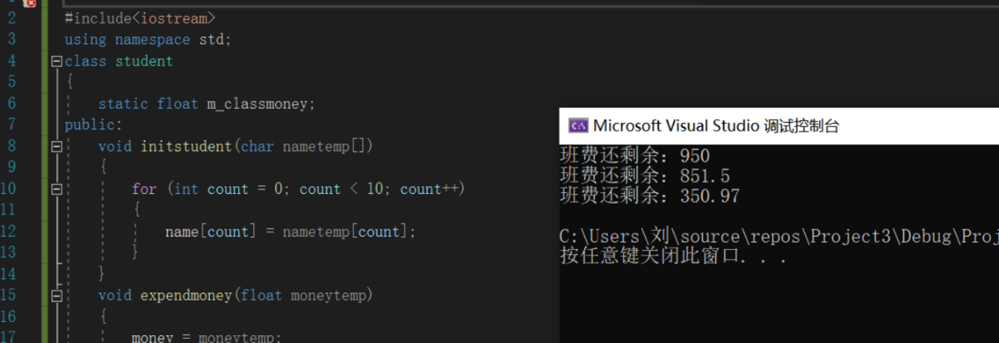 2 #include<iostream>
3 using namespace std;
4 class student
5 {
6 static float m_classmoney;
7 public:
8 void initstudent(char nametemp[])
9 {
10 for (int count = 0; count < 10; count++)
11 {
12 name[count] = nametemp[count];
13 }
14 }
15 void expendmoney(float moneytemp)
16 {
17 money = moneytemp;
Microsoft Visual Studio 调试控制台
班费还剩余: 950
班费还剩余: 851.5
班费还剩余: 350.97
C:\Users\刘\source\repos\Project3\Debug\Proj
按任意键关闭此窗口. . .